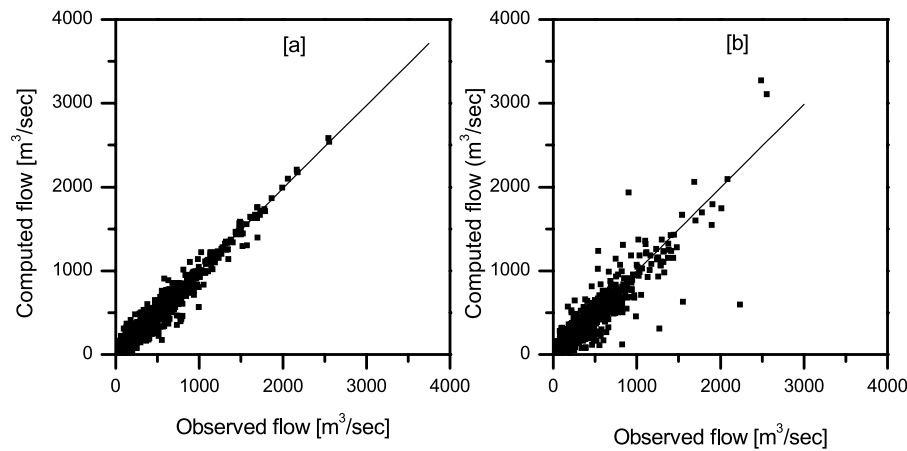 [a]
Computed flow [m³/sec]
4000
3000
2000
1000
0
0 1000 2000 3000 4000
Observed flow [m³/sec]
[b]
Computed flow (m³/sec]
4000
3000
2000
1000
0
0 1000 2000 3000 4000
Observed flow [m³/sec]